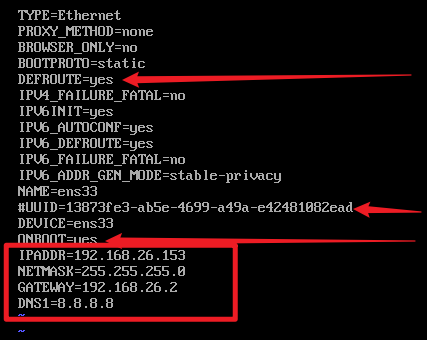 TYPE=Ethernet
PROXY_METHOD=none
BROWSER_ONLY=no
BOOTPROTO=static
DEFROUTE=yes
IPV4_FAILURE_FATAL=no
IPV6INIT=yes
IPV6_AUTOCONF=yes
IPV6_DEFROUTE=yes
IPV6_FAILURE_FATAL=no
IPV6_ADDR_GEN_MODE=stable-privacy
NAME=ens33
#UUID=13873fe3-ab5e-4699-a49a-e42481082ead
DEVICE=ens33
ONBOOT=yes
IPADDR=192.168.26.153
NETMASK=255.255.255.0
GATEWAY=192.168.26.2
DNS1=8.8.8.8
~
~